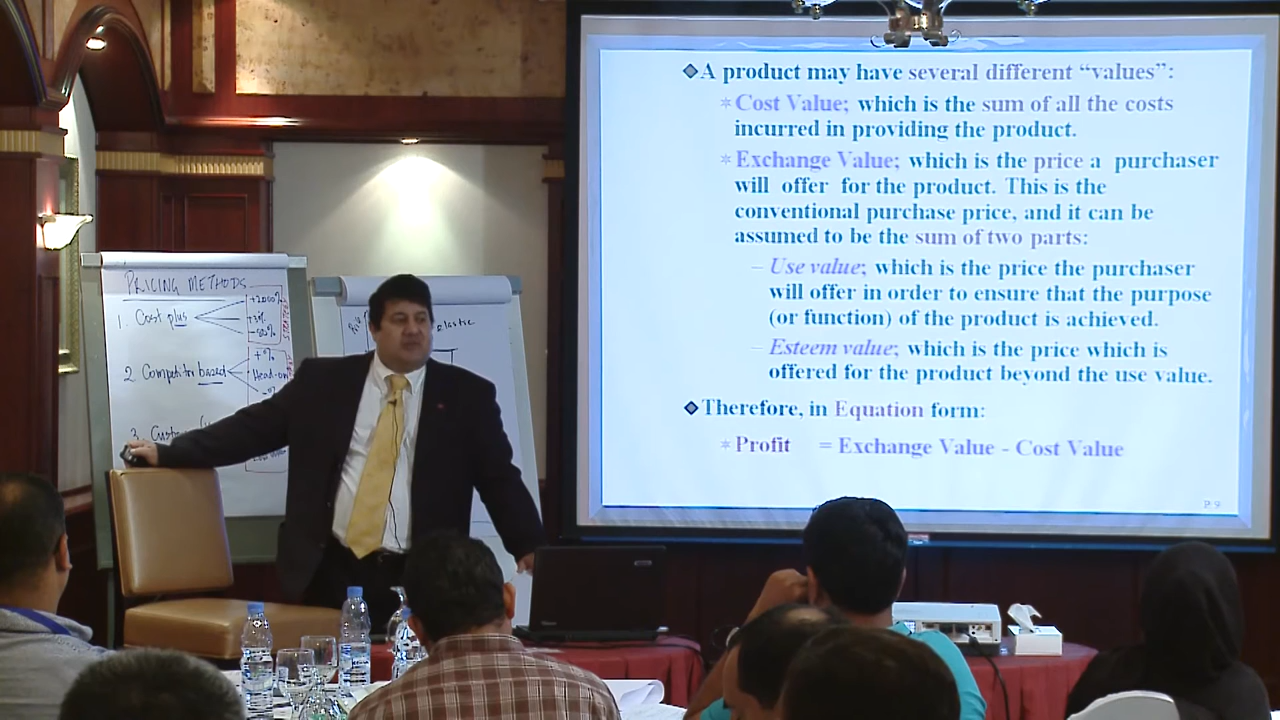 A product may have several different “values”:
Cost Value; which is the sum of all the costs
incurred in providing the product.
Exchange Value; which is the price a purchaser
will offer for the product. This is the
conventional purchase price, and it can be
assumed to be the sum of two parts:
– Use value; which is the price the purchaser
will offer in order to ensure that the purpose
(or function) of the product is achieved.
– Esteem value; which is the price which is
offered for the product beyond the use value.
Therefore, in Equation form:
Profit = Exchange Value - Cost Value
P 9
PRICING METHODS
1. Cost plus
2. Competitor based
+%
Head-on
3.
elastic